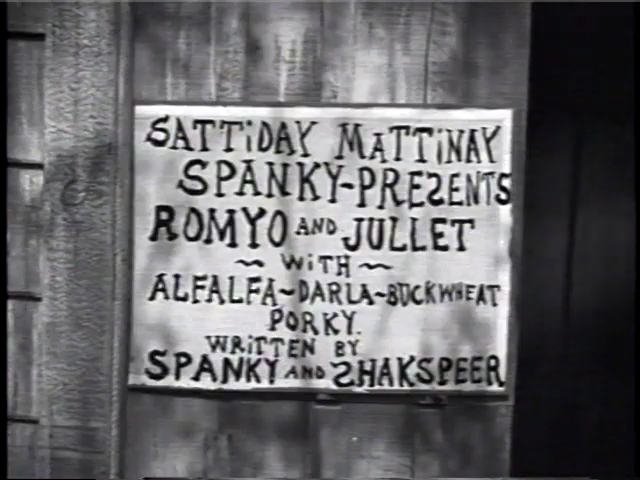 SATTiDAY MATTiNAY
SPANKY-PRESENTS
ROMYO AND JULLET
~ WiTH ~
ALFALFA~DARLA~BUCKWHEAT
PORKY.
WRiTTEN BY
SPANKY AND SHAKSPEER